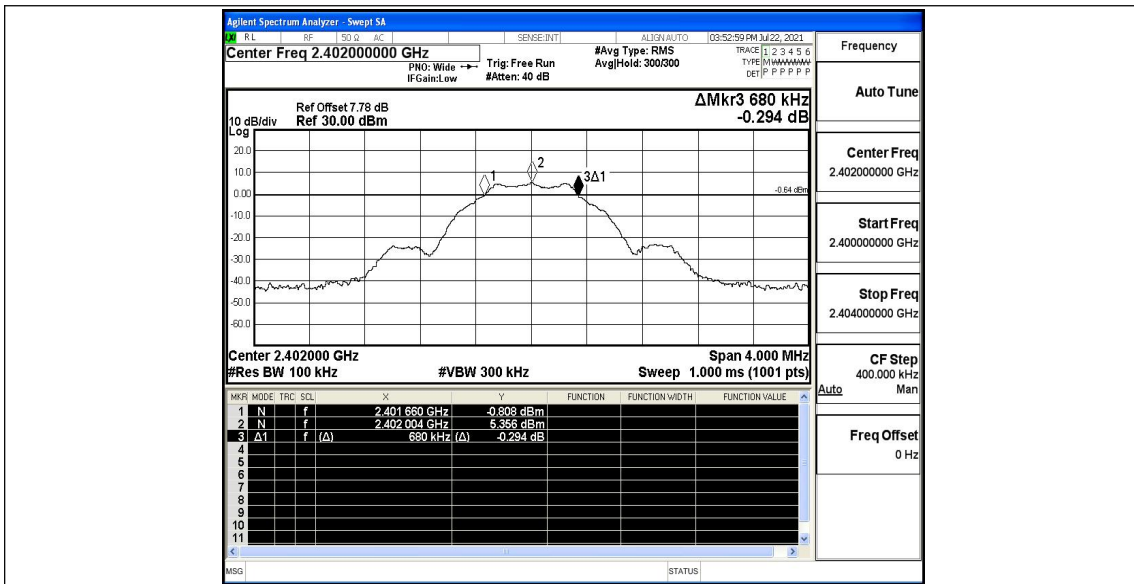 Agilent Spectrum Analyzer - Swept SA
LXI RL RF 50 Ω AC SENSE:INT ALIGN AUTO 03:52:59 PM Jul 22, 2021
Center Freq 2.402000000 GHz
PNO: Wide
IFGain:Low
Trig: Free Run
#Atten: 40 dB
#Avg Type: RMS
Avg|Hold: 300/300
TRACE 1 2 3 4 5 6
TYPE M
DET P P P P P P
Ref Offset 7.78 dB
10 dB/div Ref 30.00 dBm
ΔMkr3 680 kHz
-0.294 dB
Log
20.0
10.0
0.00
-10.0
-20.0
-30.0
-40.0
-50.0
-60.0
1
2
3Δ1
-0.64 dBm
Center 2.402000 GHz Span 4.000 MHz
#Res BW 100 kHz #VBW 300 kHz Sweep 1.000 ms (1001 pts)
MKR MODE TRC SCL X Y FUNCTION FUNCTION WIDTH FUNCTION VALUE
1 N f 2.401 660 GHz -0.808 dBm
2 N f 2.402 004 GHz 5.356 dBm
3 Δ1 f (Δ) 680 kHz (Δ) -0.294 dB
4
5
6
7
8
9
10
11
MSG STATUS
Frequency
Auto Tune
Center Freq
2.402000000 GHz
Start Freq
2.400000000 GHz
Stop Freq
2.404000000 GHz
CF Step
400.000 kHz
Auto Man
Freq Offset
0 Hz